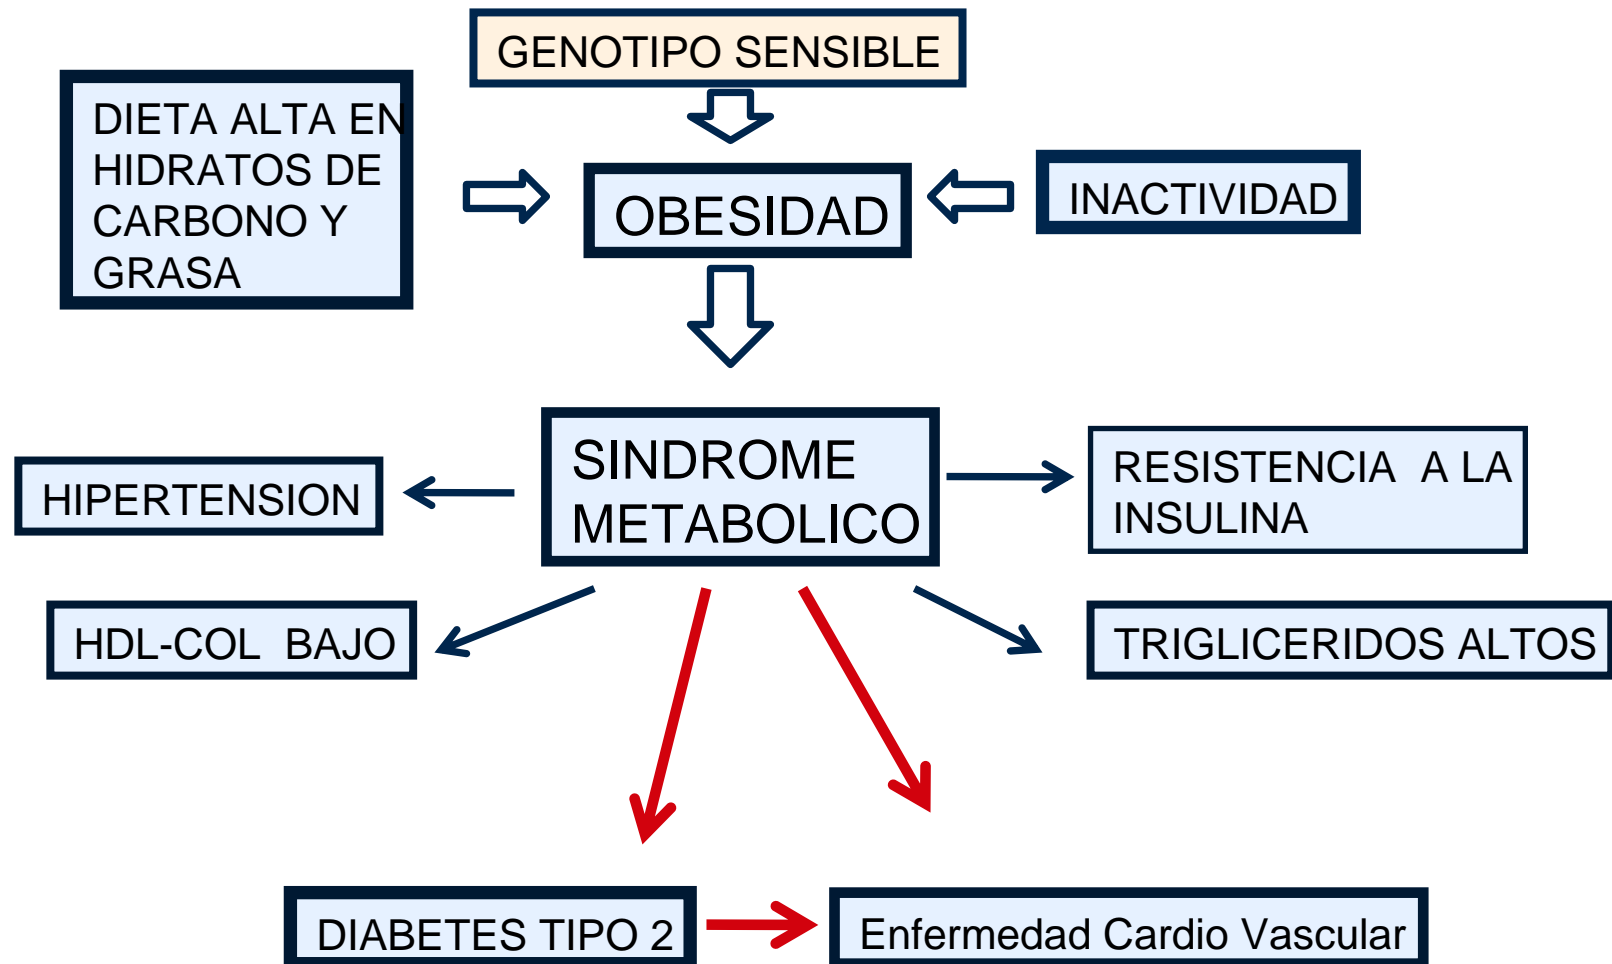 GENOTIPO SENSIBLE
DIETA ALTA EN
HIDRATOS DE
CARBONO Y
GRASA
OBESIDAD
INACTIVIDAD
SINDROME
METABOLICO
HIPERTENSION
RESISTENCIA A LA
INSULINA
HDL-COL BAJO
TRIGLICERIDOS ALTOS
DIABETES TIPO 2
Enfermedad Cardio Vascular